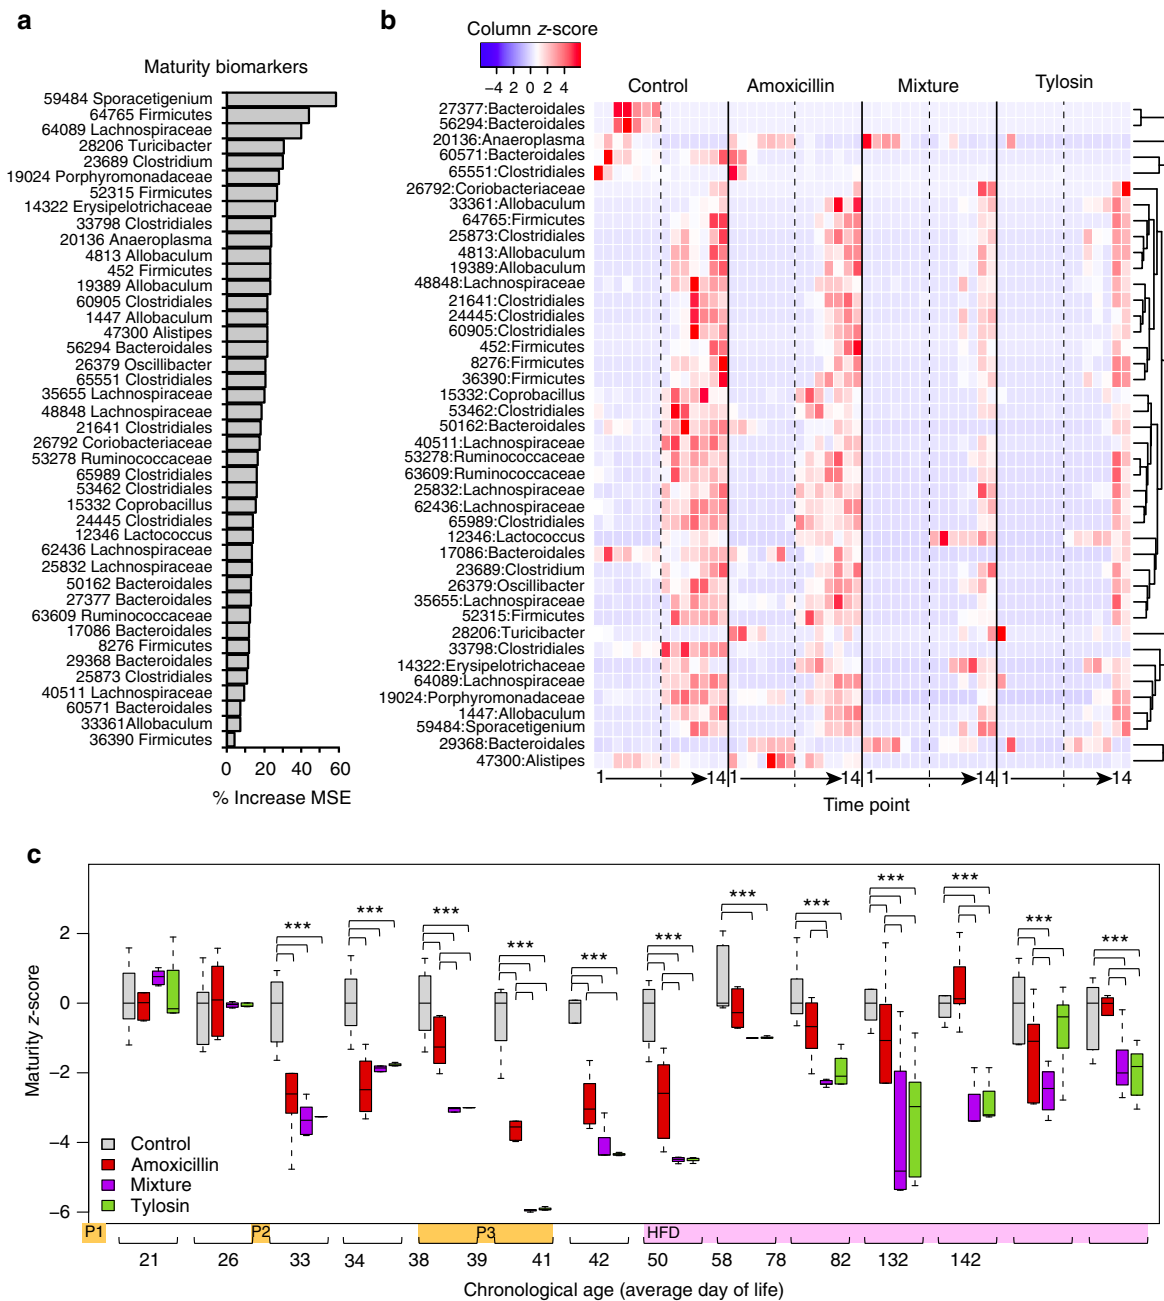 a
Maturity biomarkers
59484 Sporacetigenium
64765 Firmicutes
64089 Lachnospiraceae
28206 Turicibacter
23689 Clostridium
19024 Porphyromonadaceae
52315 Firmicutes
14322 Erysipelotrichaceae
33798 Clostridiales
20136 Anaeroplasma
4813 Allobaculum
452 Firmicutes
19389 Allobaculum
60905 Clostridiales
1447 Allobaculum
47300 Alistipes
56294 Bacteroidales
26379 Oscillibacter
65551 Clostridiales
35655 Lachnospiraceae
48848 Lachnospiraceae
21641 Clostridiales
26792 Coriobacteriaceae
53278 Ruminococcaceae
65989 Clostridiales
53462 Clostridiales
15332 Coprobacillus
24445 Clostridiales
12346 Lactococcus
62436 Lachnospiraceae
25832 Lachnospiraceae
50162 Bacteroidales
27377 Bacteroidales
63609 Ruminococcaceae
17086 Bacteroidales
8276 Firmicutes
29368 Bacteroidales
25873 Clostridiales
40511 Lachnospiraceae
60571 Bacteroidales
33361Allobaculum
36390 Firmicutes
0 20 40 60
% Increase MSE
b
Column z-score
−4 −2 0 2 4
Control Amoxicillin Mixture Tylosin
27377:Bacteroidales
56294:Bacteroidales
20136:Anaeroplasma
60571:Bacteroidales
65551:Clostridiales
26792:Coriobacteriaceae
33361:Allobaculum
64765:Firmicutes
25873:Clostridiales
4813:Allobaculum
19389:Allobaculum
48848:Lachnospiraceae
21641:Clostridiales
24445:Clostridiales
60905:Clostridiales
452:Firmicutes
8276:Firmicutes
36390:Firmicutes
15332:Coprobacillus
53462:Clostridiales
50162:Bacteroidales
40511:Lachnospiraceae
53278:Ruminococcaceae
63609:Ruminococcaceae
25832:Lachnospiraceae
62436:Lachnospiraceae
65989:Clostridiales
12346:Lactococcus
17086:Bacteroidales
23689:Clostridium
26379:Oscillibacter
35655:Lachnospiraceae
52315:Firmicutes
28206:Turicibacter
33798:Clostridiales
14322:Erysipelotrichaceae
64089:Lachnospiraceae
19024:Porphyromonadaceae
1447:Allobaculum
59484:Sporacetigenium
29368:Bacteroidales
47300:Alistipes
1 14 1 14 1 14 1 14
Time point
c
Maturity z-score
2
0
−2
−4
−6
*** *** *** *** *** *** *** *** *** *** *** ***
Control
Amoxicillin
Mixture
Tylosin
P1 P2 P3 HFD
21 26 33 34 38 39 41 42 50 58 78 82 132 142
Chronological age (average day of life)